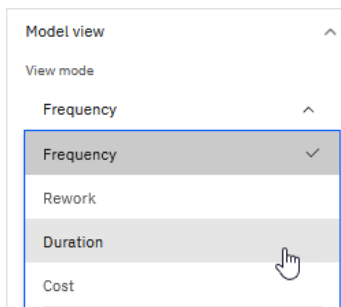 Model view
View mode
Frequency
Frequency
Rework
Duration
Cost